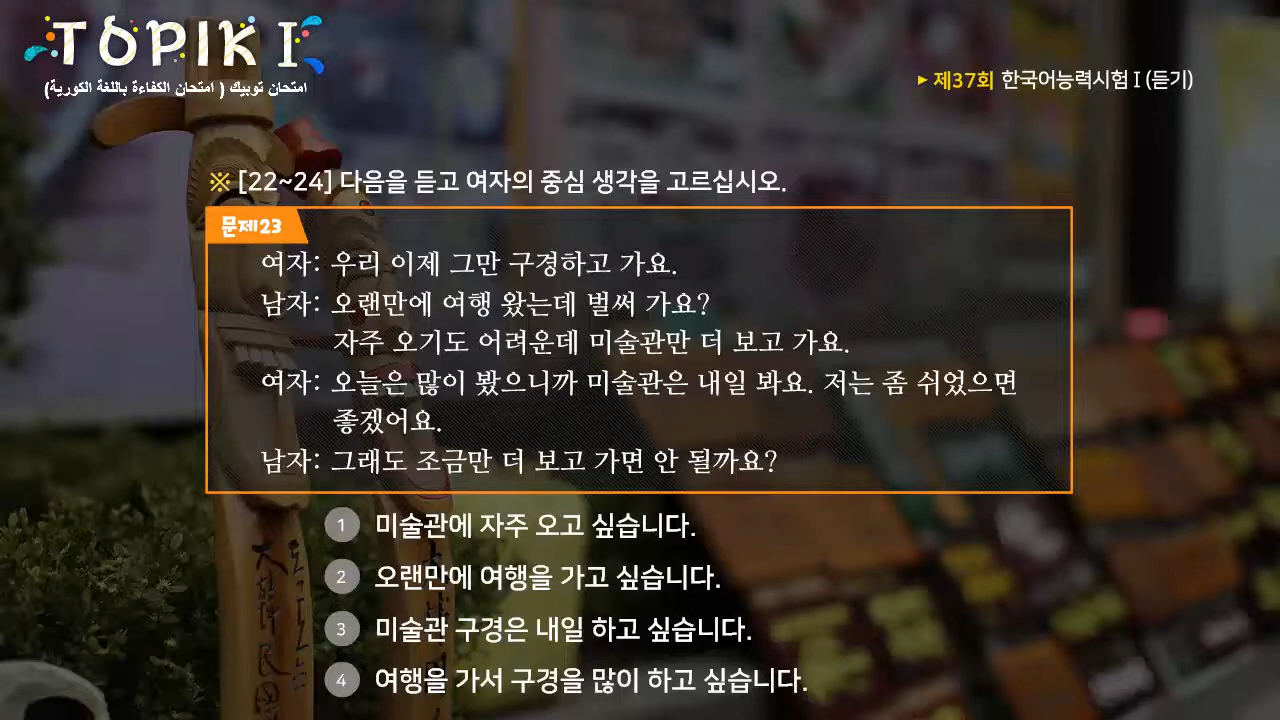 TOPIK I
امتحان توبيك ( امتحان الكفاءة باللغة الكورية)
▶ 제37회 한국어능력시험 I (듣기)
※ [22~24] 다음을 듣고 여자의 중심 생각을 고르십시오.
문제23
여자: 우리 이제 그만 구경하고 가요.
남자: 오랜만에 여행 왔는데 벌써 가요?
자주 오기도 어려운데 미술관만 더 보고 가요.
여자: 오늘은 많이 봤으니까 미술관은 내일 봐요. 저는 좀 쉬었으면
좋겠어요.
남자: 그래도 조금만 더 보고 가면 안 될까요?
1 미술관에 자주 오고 싶습니다.
2 오랜만에 여행을 가고 싶습니다.
3 미술관 구경은 내일 하고 싶습니다.
4 여행을 가서 구경을 많이 하고 싶습니다.